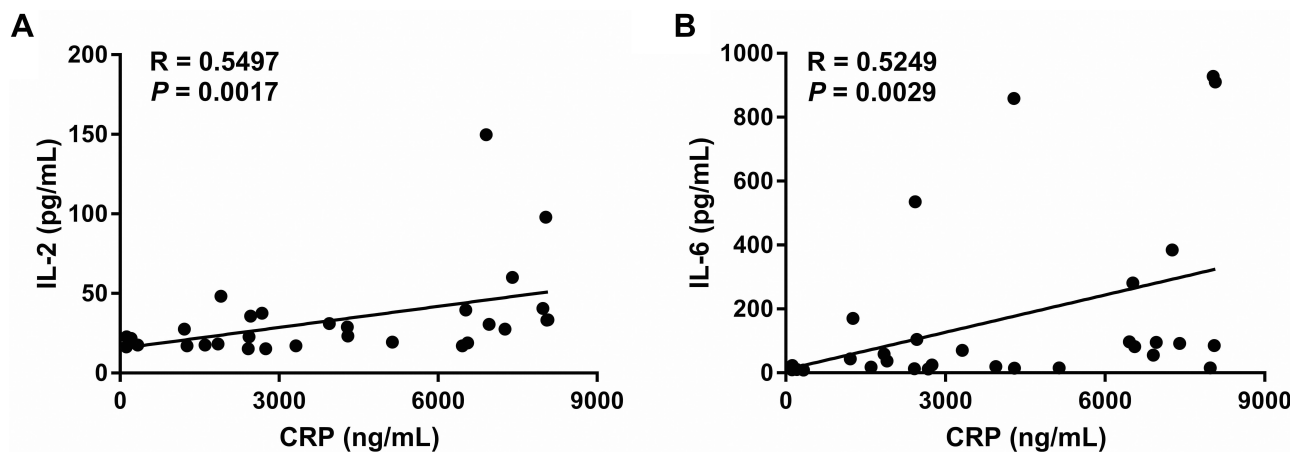 A
R = 0.5497
P = 0.0017
IL-2 (pg/mL)
200
150
100
50
0
0 3000 6000 9000
CRP (ng/mL)
B
R = 0.5249
P = 0.0029
IL-6 (pg/mL)
1000
800
600
400
200
0
0 3000 6000 9000
CRP (ng/mL)